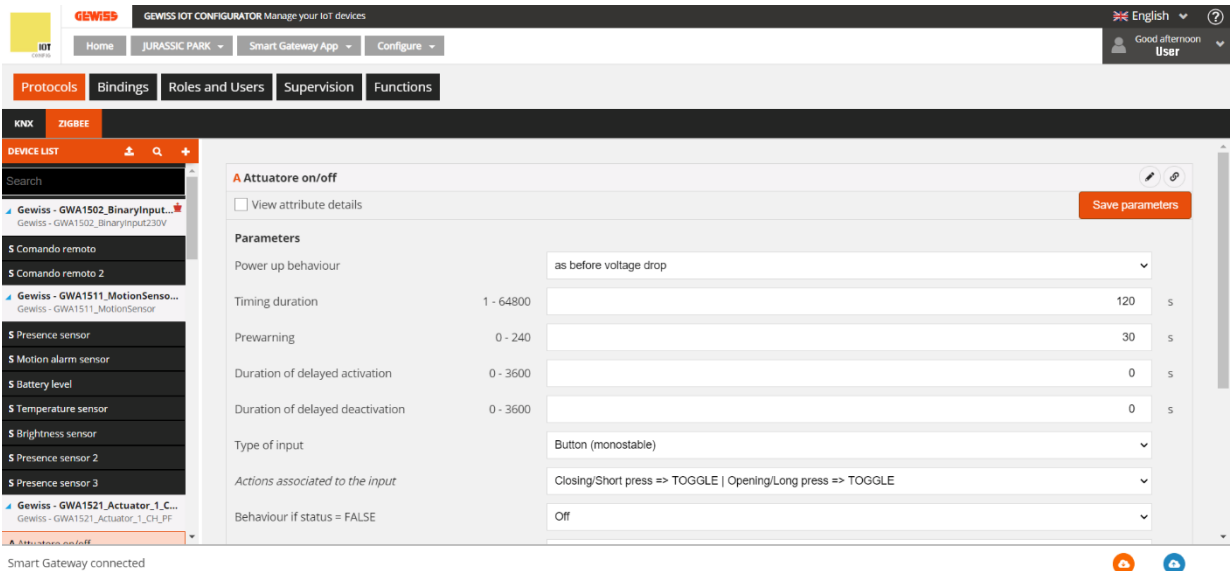 GEWISS GEWISS IOT CONFIGURATOR Manage your IoT devices English ?
IOT
CONFIG
Home JURASSIC PARK Smart Gateway App Configure Good afternoon
User
Protocols Bindings Roles and Users Supervision Functions
KNX ZIGBEE
DEVICE LIST
Search
Gewiss - GWA1502_BinaryInput...
Gewiss - GWA1502_BinaryInput230V
S Comando remoto
S Comando remoto 2
Gewiss - GWA1511_MotionSenso...
Gewiss - GWA1511_MotionSensor
S Presence sensor
S Motion alarm sensor
S Battery level
S Temperature sensor
S Brightness sensor
S Presence sensor 2
S Presence sensor 3
Gewiss - GWA1521_Actuator_1_C...
Gewiss - GWA1521_Actuator_1_CH_PF
A Attuatore on/off
A Attuatore on/off
View attribute details Save parameters
Parameters
Power up behaviour as before voltage drop
Timing duration 1 - 64800 120 s
Prewarning 0 - 240 30 s
Duration of delayed activation 0 - 3600 0 s
Duration of delayed deactivation 0 - 3600 0 s
Type of input Button (monostable)
Actions associated to the input Closing/Short press => TOGGLE | Opening/Long press => TOGGLE
Behaviour if status = FALSE Off
Smart Gateway connected